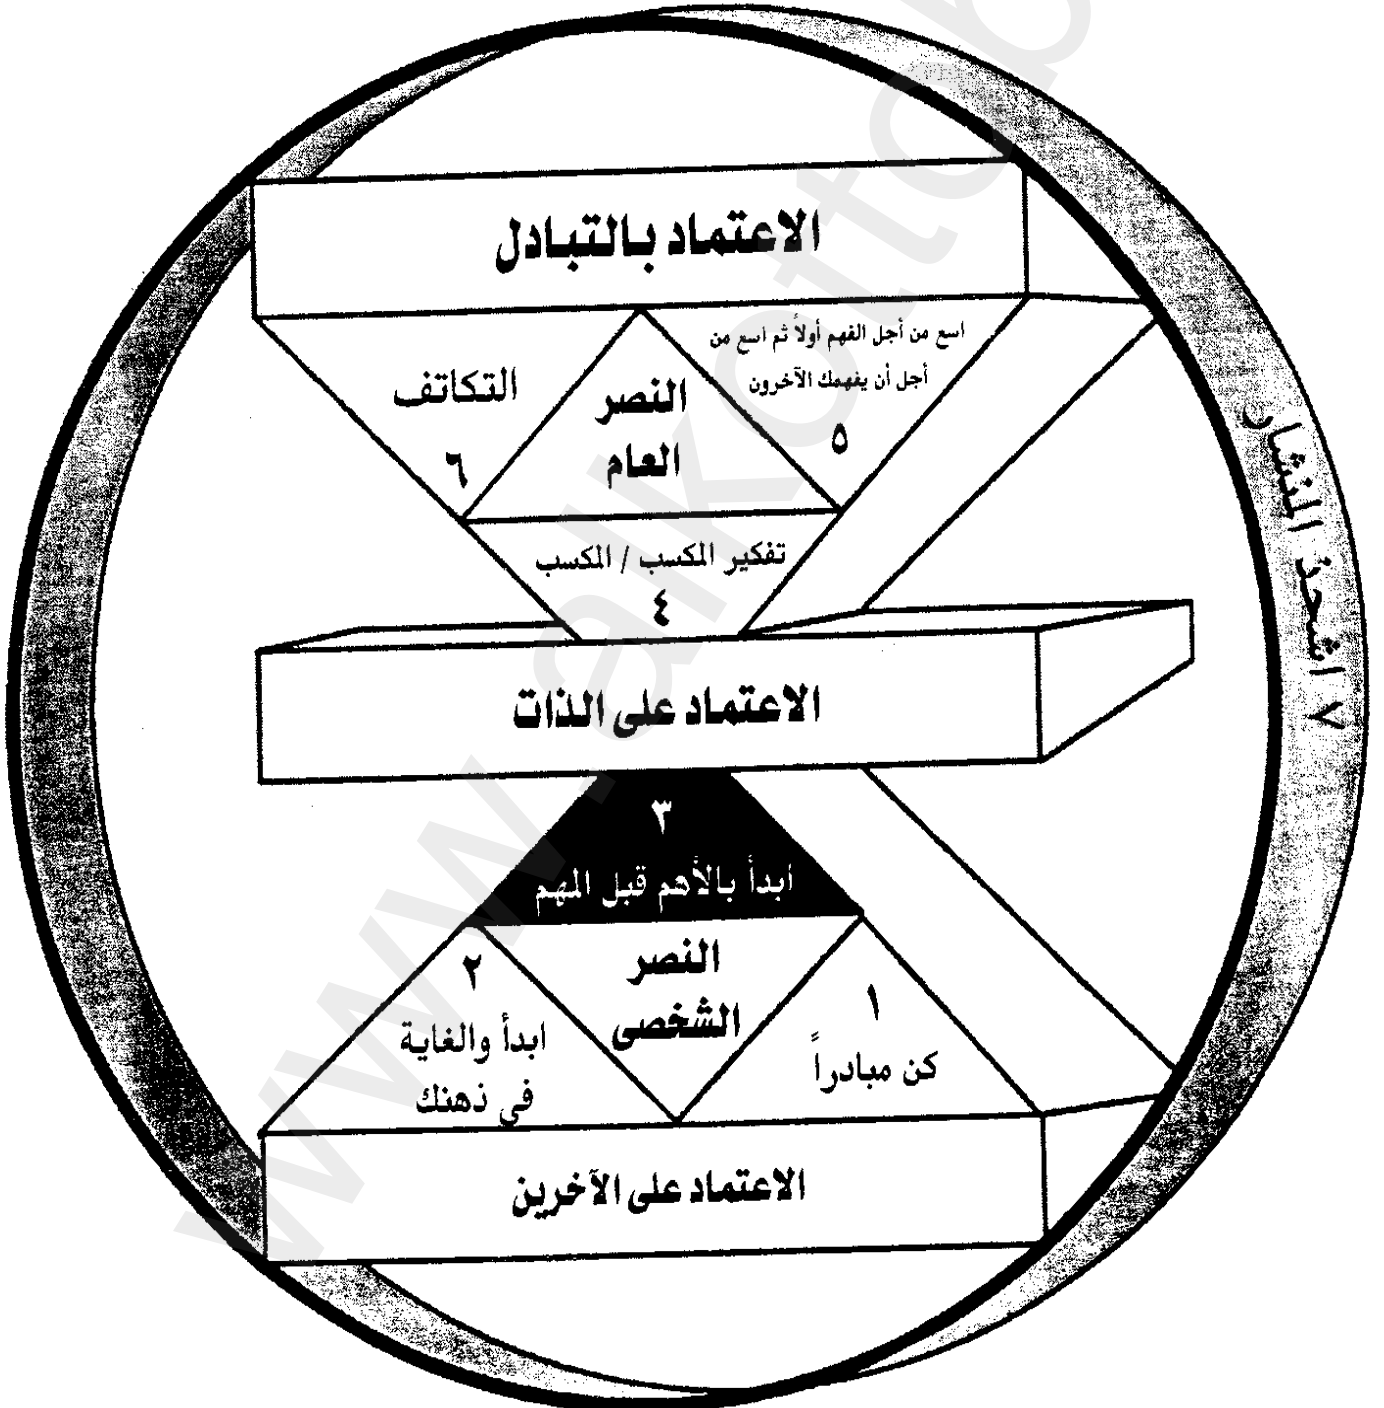 الاعتماد بالتبادل
اسع من أجل الفهم أولاً ثم اسع من
أجل أن يفهمك الآخرون
٥
النصر
العام
التكاتف
٦
تفكير المكسب / المكسب
٤
٧ اشحذ المنشار
الاعتماد على الذات
٣
ابدأ بالأهم قبل المهم
النصر
الشخصى
١
كن مبادراً
٢
ابدأ والغاية
فى ذهنك
الاعتماد على الآخرين